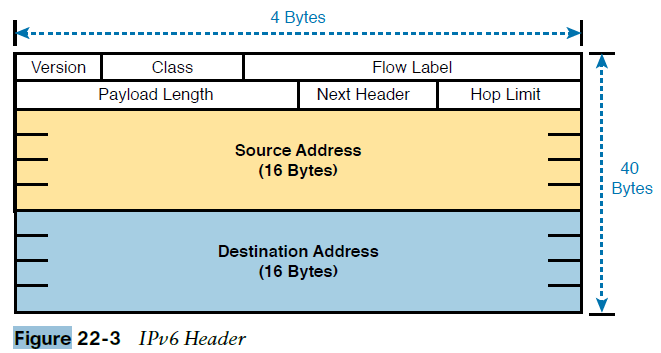 4 Bytes
Version Class Flow Label
Payload Length Next Header Hop Limit
Source Address
(16 Bytes)
40
Bytes
Destination Address
(16 Bytes)
Figure 22-3 IPv6 Header